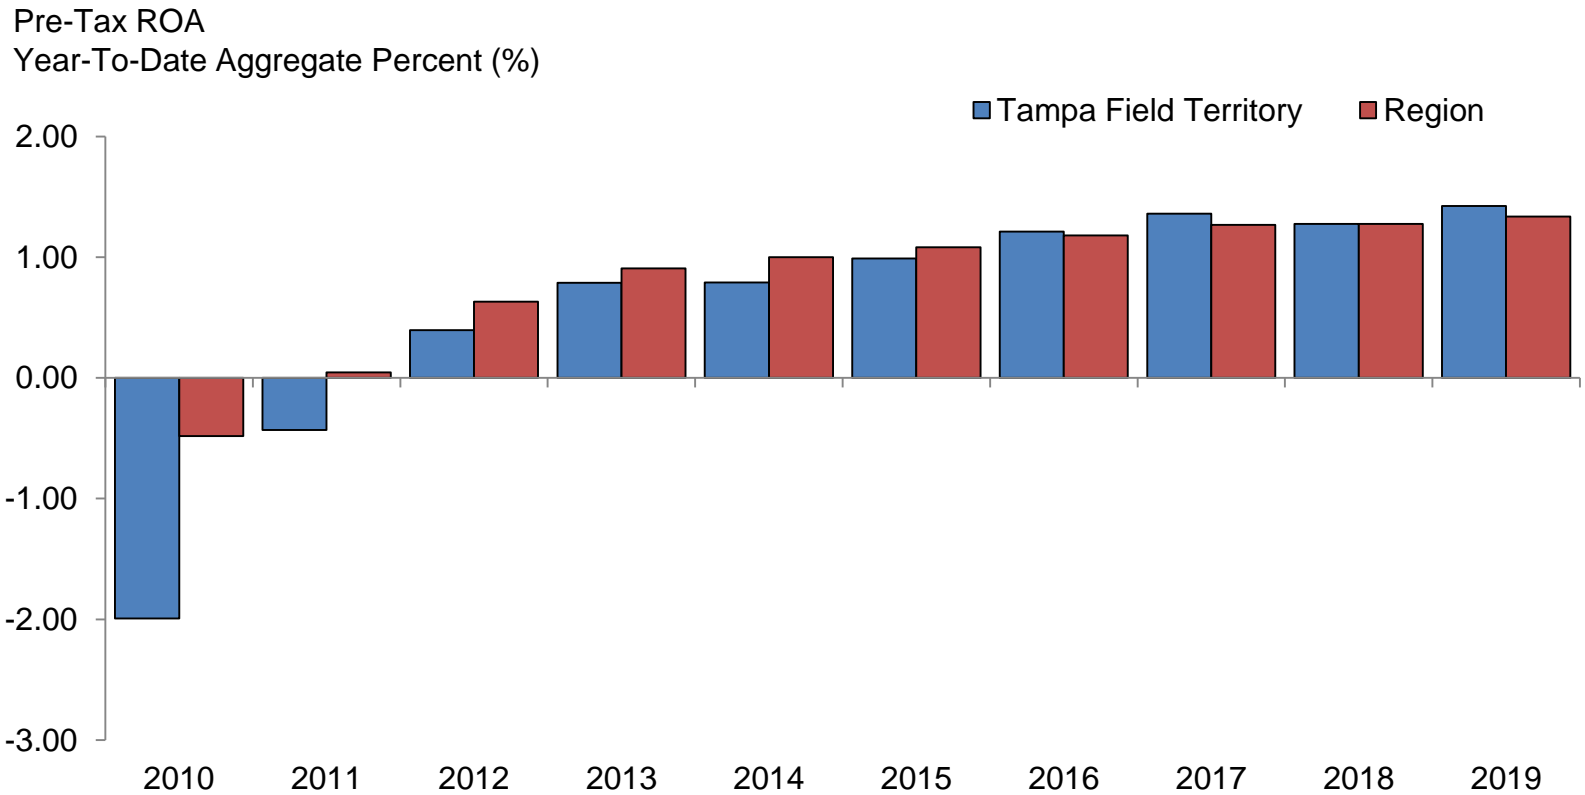 Pre-Tax ROA
Year-To-Date Aggregate Percent (%)
Tampa Field Territory Region
2.00
1.00
0.00
-1.00
-2.00
-3.00
2010 2011 2012 2013 2014 2015 2016 2017 2018 2019